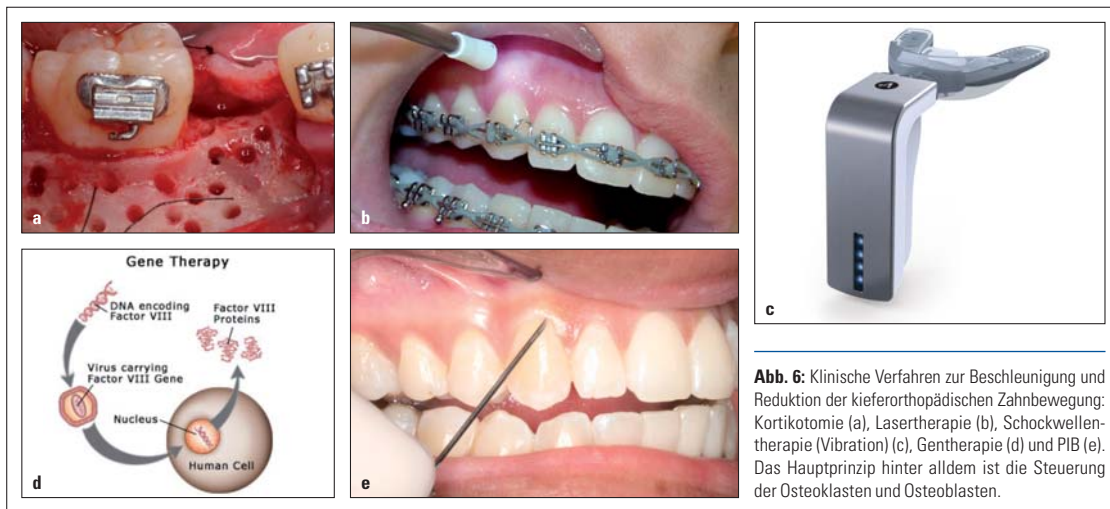 a
b
c
Gene Therapy
DNA encoding
Factor VIII
Factor VIII
Proteins
Virus carrying
Factor VIII Gene
Nucleus
Human Cell
d
e
Abb. 6: Klinische Verfahren zur Beschleunigung und
Reduktion der kieferorthopädischen Zahnbewegung:
Kortikotomie (a), Lasertherapie (b), Schockwellen-
therapie (Vibration) (c), Gentherapie (d) und PIB (e).
Das Hauptprinzip hinter alldem ist die Steuerung
der Osteoklasten und Osteoblasten.